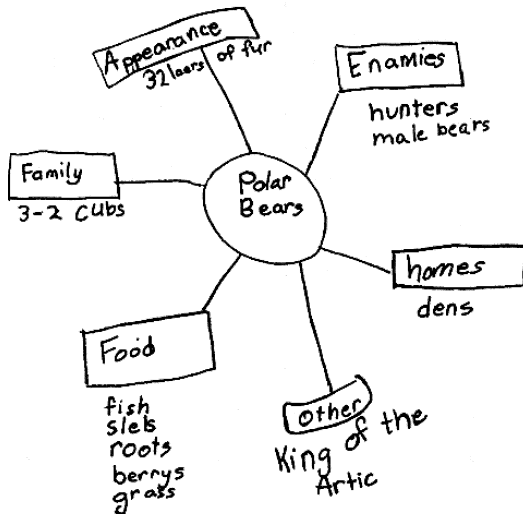 Appearance
32 laers of fur
Enamies
hunters
male bears
Family
3-2 cubs
Polar
Bears
homes
dens
Food
fish
slels
roots
berrys
grass
other
King of the
Artic